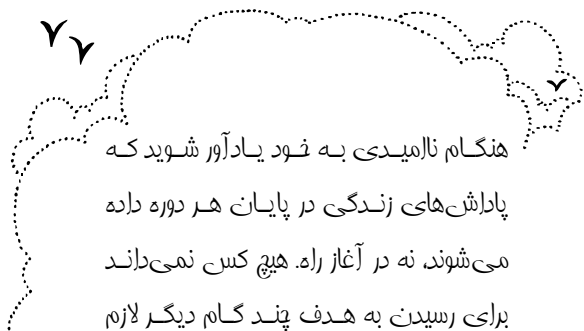 هنگام ناامیدی به خود یادآور شوید که
پاداش‌های زندگی در پایان هر دوره داده
می‌شوند، نه در آغاز راه. هیچ کس نمی‌داند
برای رسیدن به هدف چند گام دیگر لازم